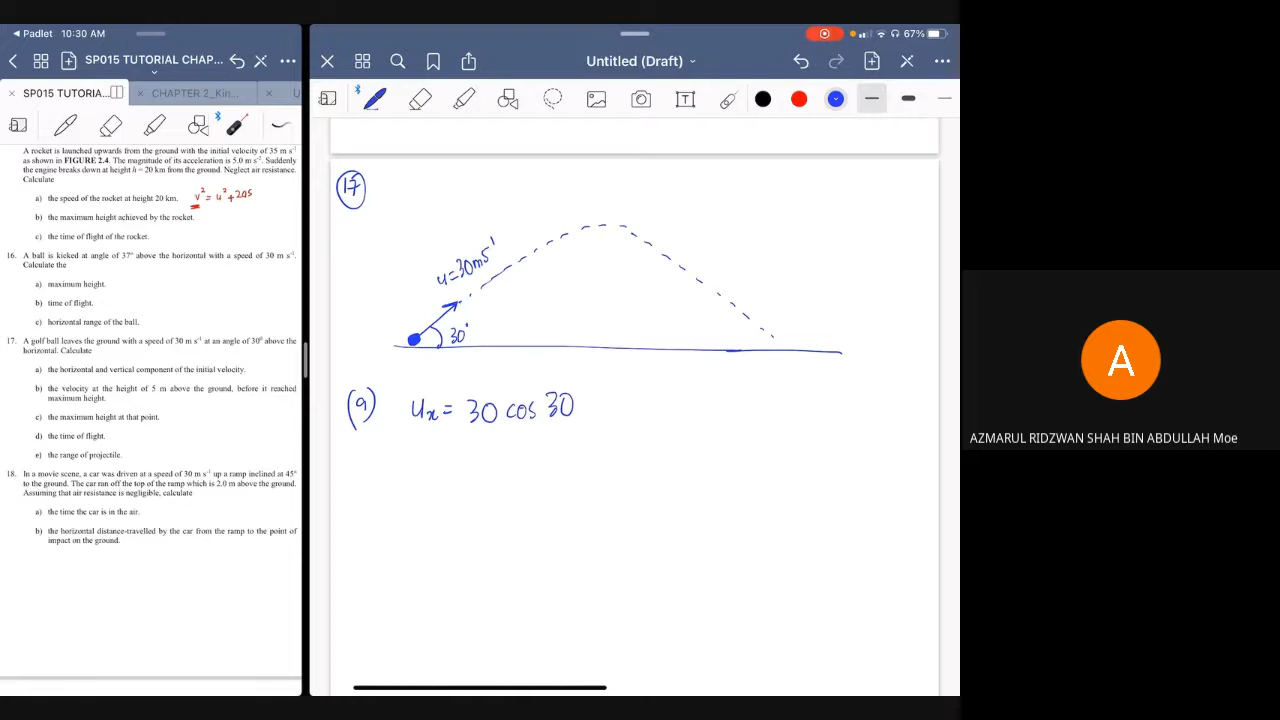 Padlet 10:30 AM
67%
SP015 TUTORIAL CHAP...
Untitled (Draft)
SP015 TUTORIA...
CHAPTER 2_Kin...
A rocket is launched upwards from the ground with the initial velocity of 35 m s⁻¹
as shown in FIGURE 2.4. The magnitude of its acceleration is 5.0 m s⁻². Suddenly
the engine breaks down at height h = 20 km from the ground. Neglect air resistance.
Calculate
a) the speed of the rocket at height 20 km. v² = u² + 2as
b) the maximum height achieved by the rocket.
c) the time of flight of the rocket.
16. A ball is kicked at angle of 37° above the horizontal with a speed of 30 m s⁻¹.
Calculate the
a) maximum height.
b) time of flight.
c) horizontal range of the ball.
17. A golf ball leaves the ground with a speed of 30 m s⁻¹ at an angle of 30⁰ above the
horizontal. Calculate
a) the horizontal and vertical component of the initial velocity.
b) the velocity at the height of 5 m above the ground, before it reached
maximum height.
c) the maximum height at that point.
d) the time of flight.
e) the range of projectile.
18. In a movie scene, a car was driven at a speed of 30 m s⁻¹ up a ramp inclined at 45°
to the ground. The car ran off the top of the ramp which is 2.0 m above the ground.
Assuming that air resistance is negligible, calculate
a) the time the car is in the air.
b) the horizontal distance-travelled by the car from the ramp to the point of
impact on the ground.
17
u = 30 ms⁻¹
30°
(a) uₓ = 30 cos 30
A
AZMARUL RIDZWAN SHAH BIN ABDULLAH Moe